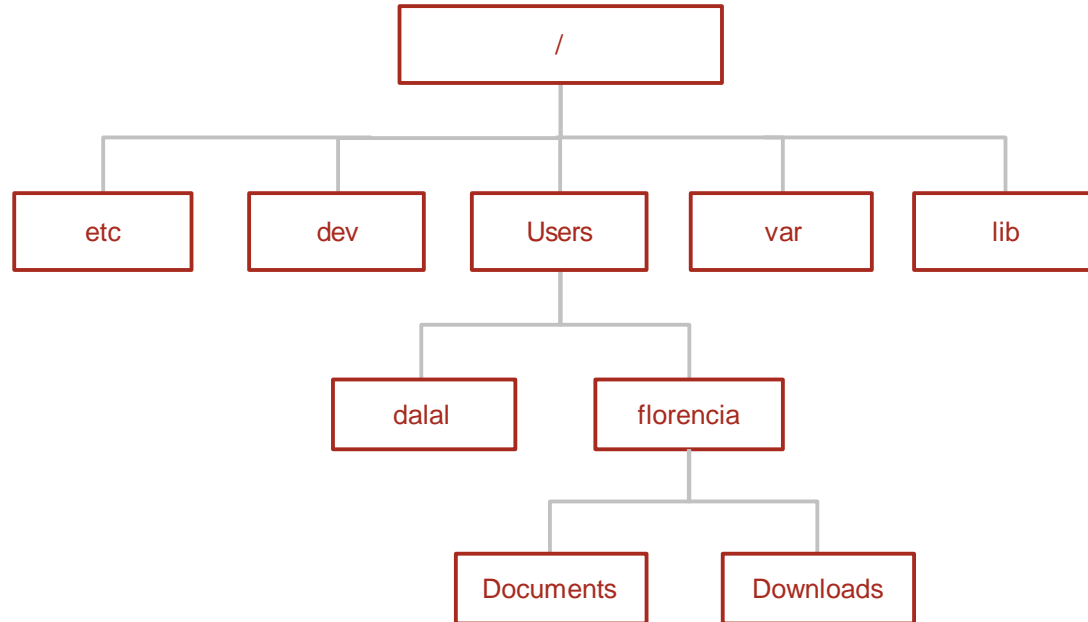 /
etc
dev
Users
var
lib
dalal
florencia
Documents
Downloads